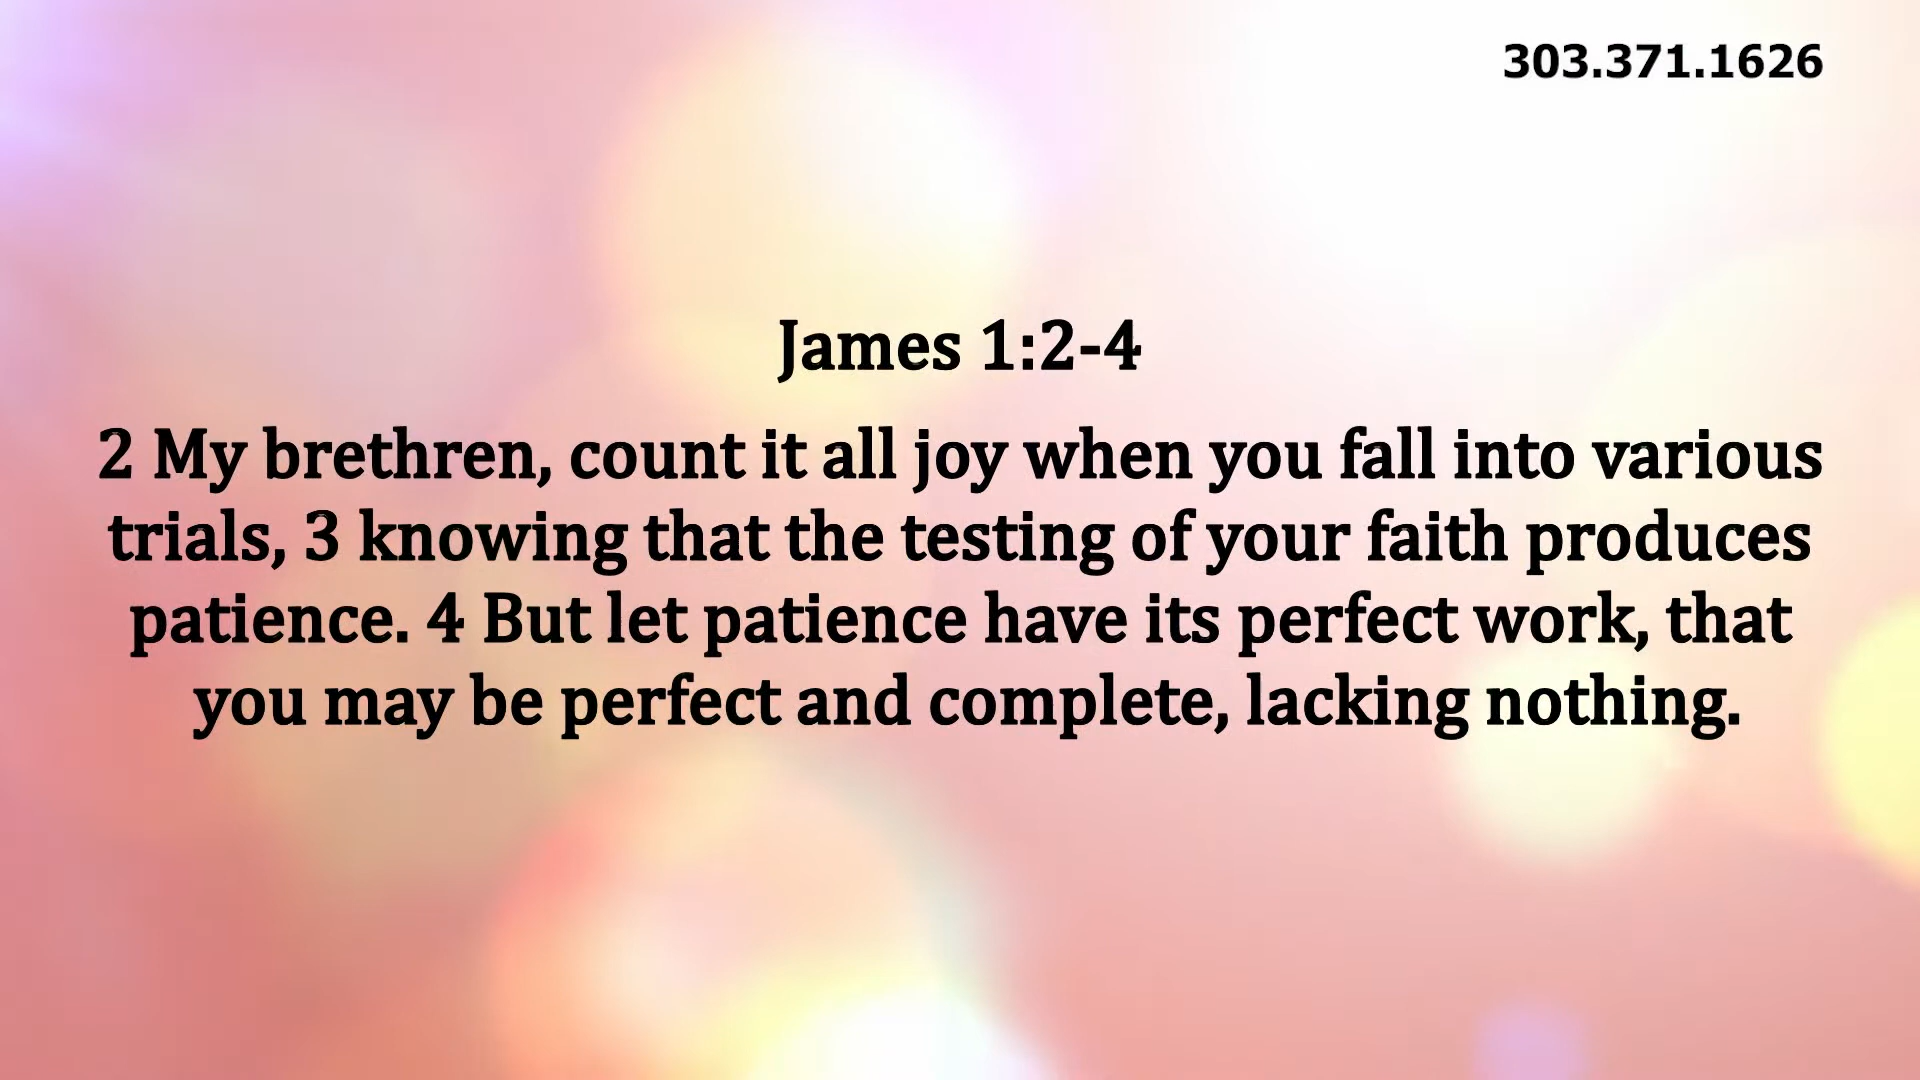 303.371.1626
James 1:2-4
2 My brethren, count it all joy when you fall into various
trials, 3 knowing that the testing of your faith produces
patience. 4 But let patience have its perfect work, that
you may be perfect and complete, lacking nothing.